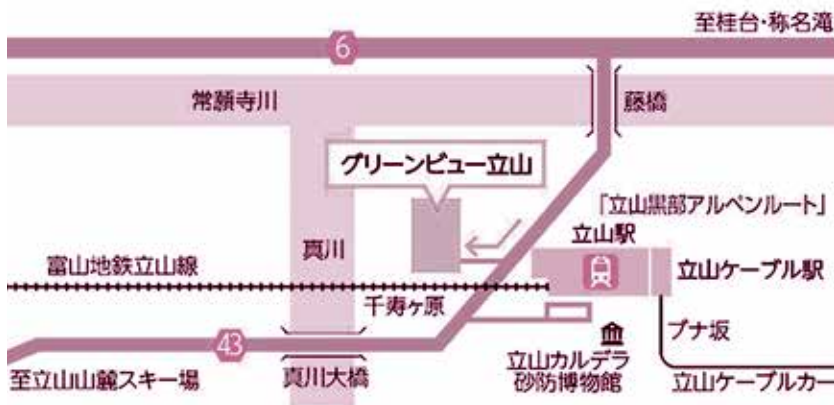 至桂台・称名滝
6
常願寺川
藤橋
グリーンビュー立山
「立山黒部アルペンルート」
立山駅
真川
富山地鉄立山線
立山ケーブル駅
千寿ヶ原
43
ブナ坂
至立山山麓スキー場
真川大橋
立山カルデラ
砂防博物館
立山ケーブルカー